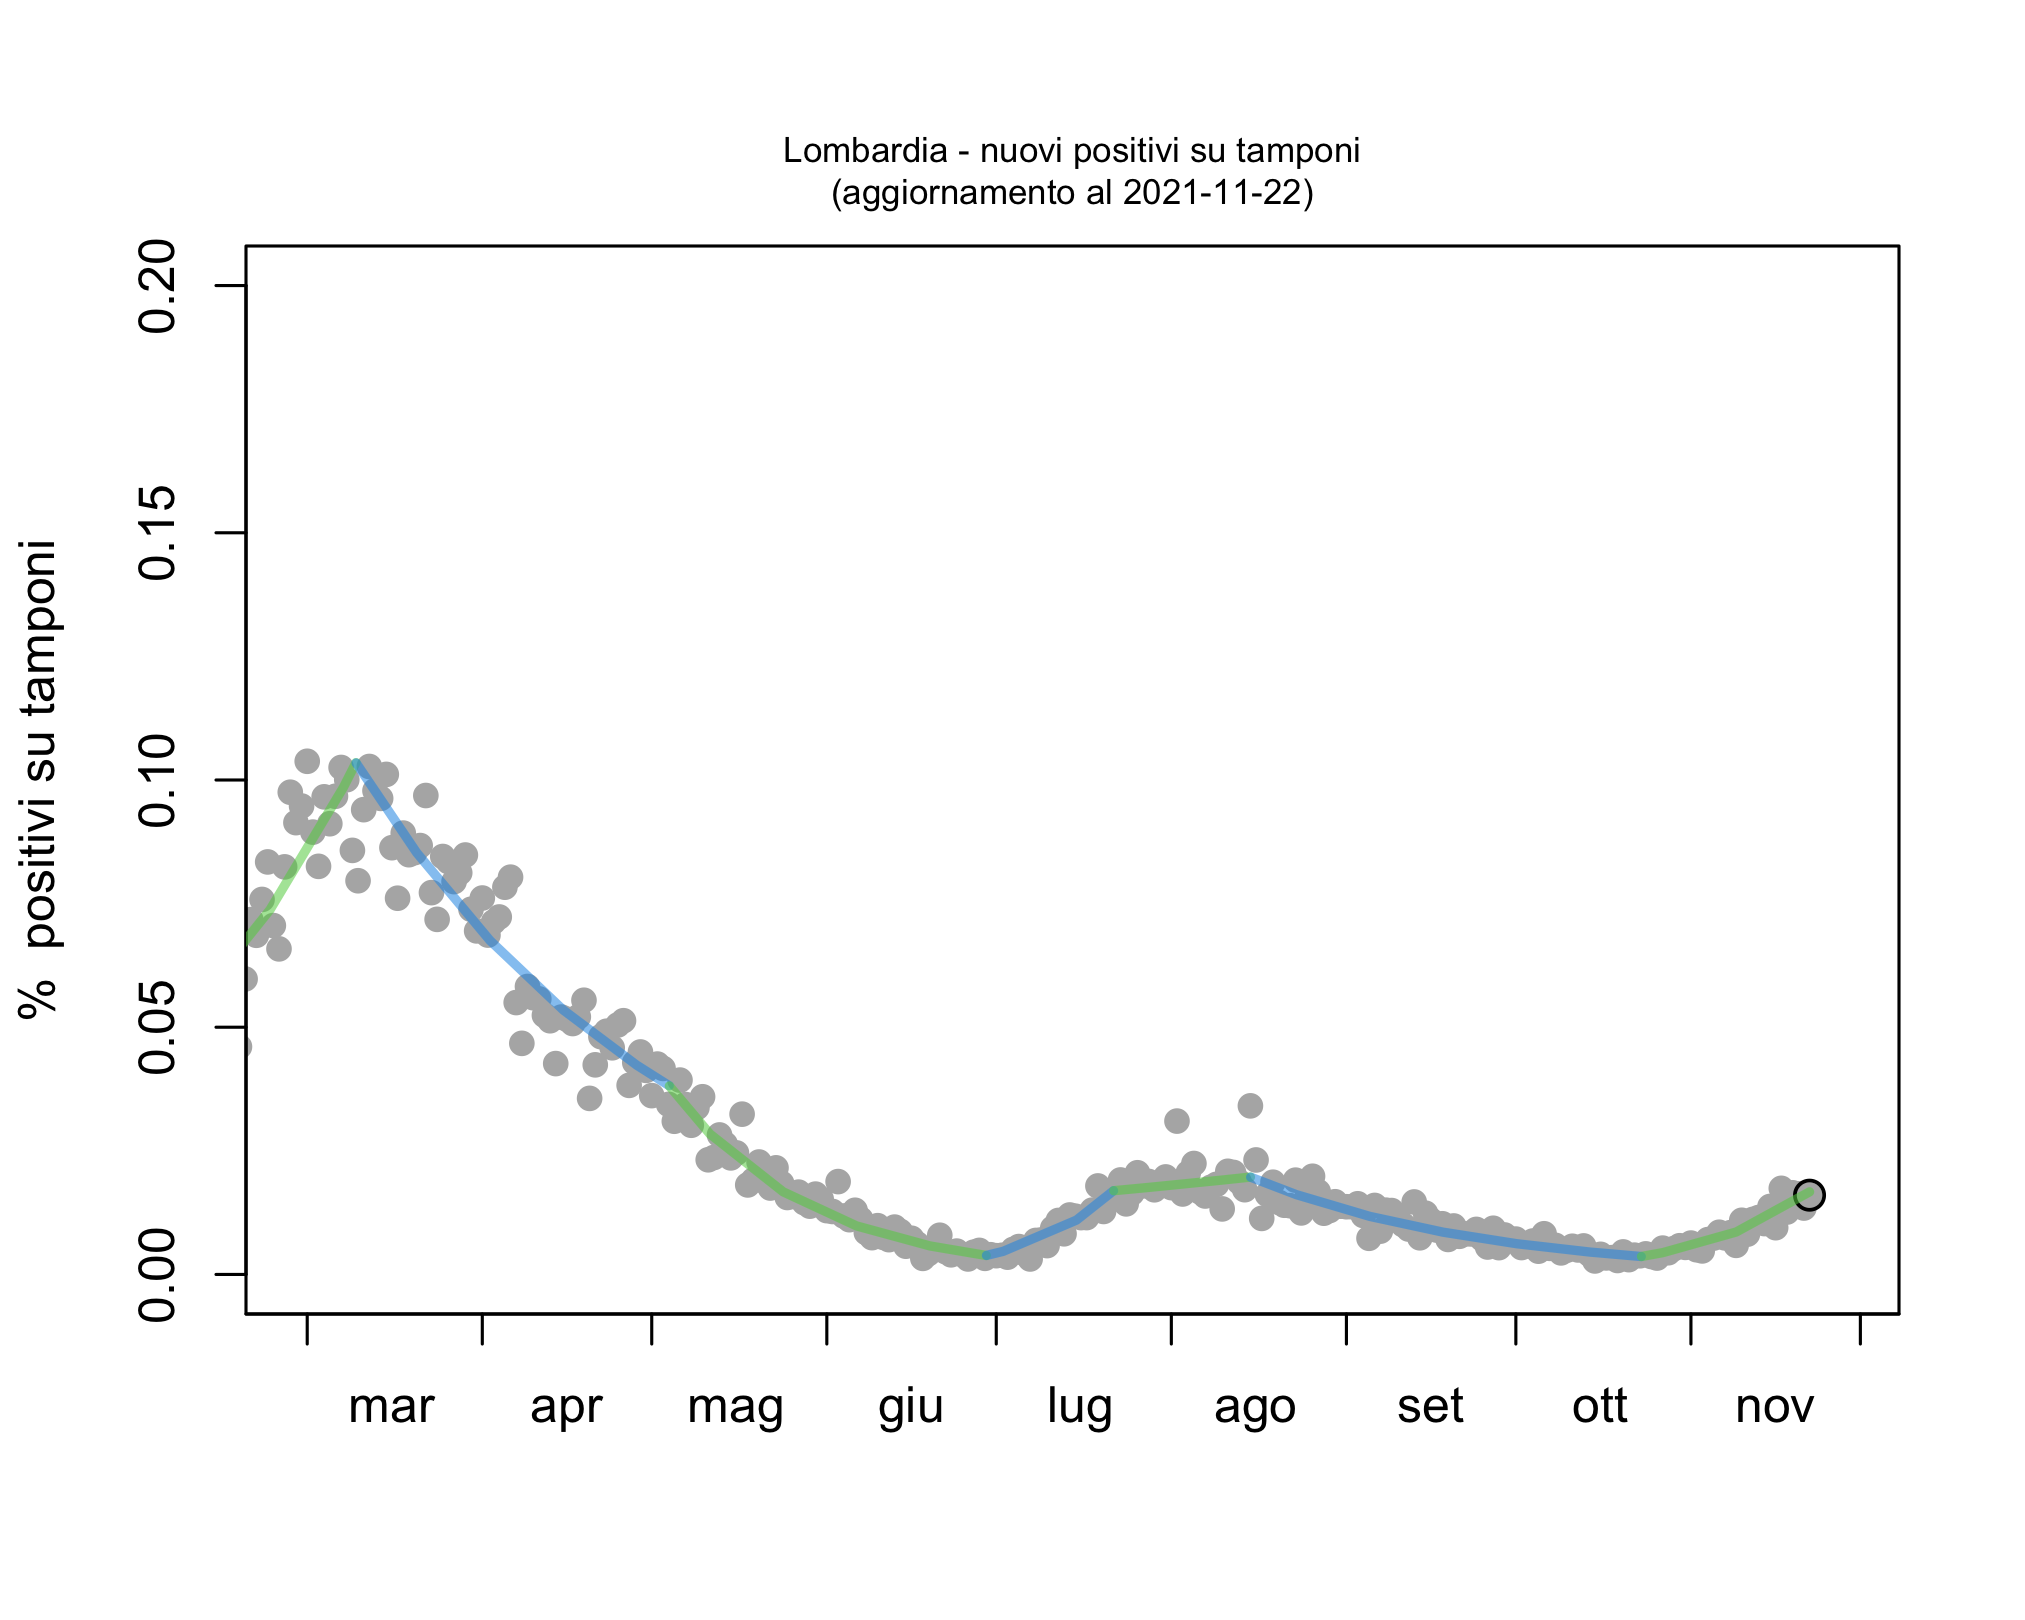 Lombardia - nuovi positivi su tamponi
(aggiornamento al 2021-11-22)
% positivi su tamponi
0.20
0.15
0.10
0.05
0.00
mar apr mag giu lug ago set ott nov